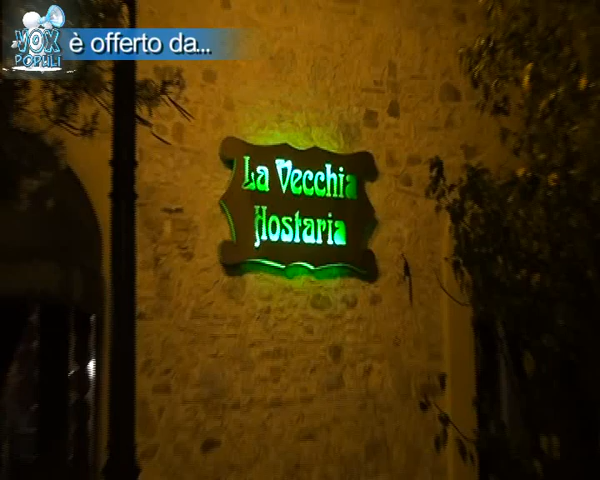 VOX
POPULI
è offerto da...
La Vecchia
Hostaria